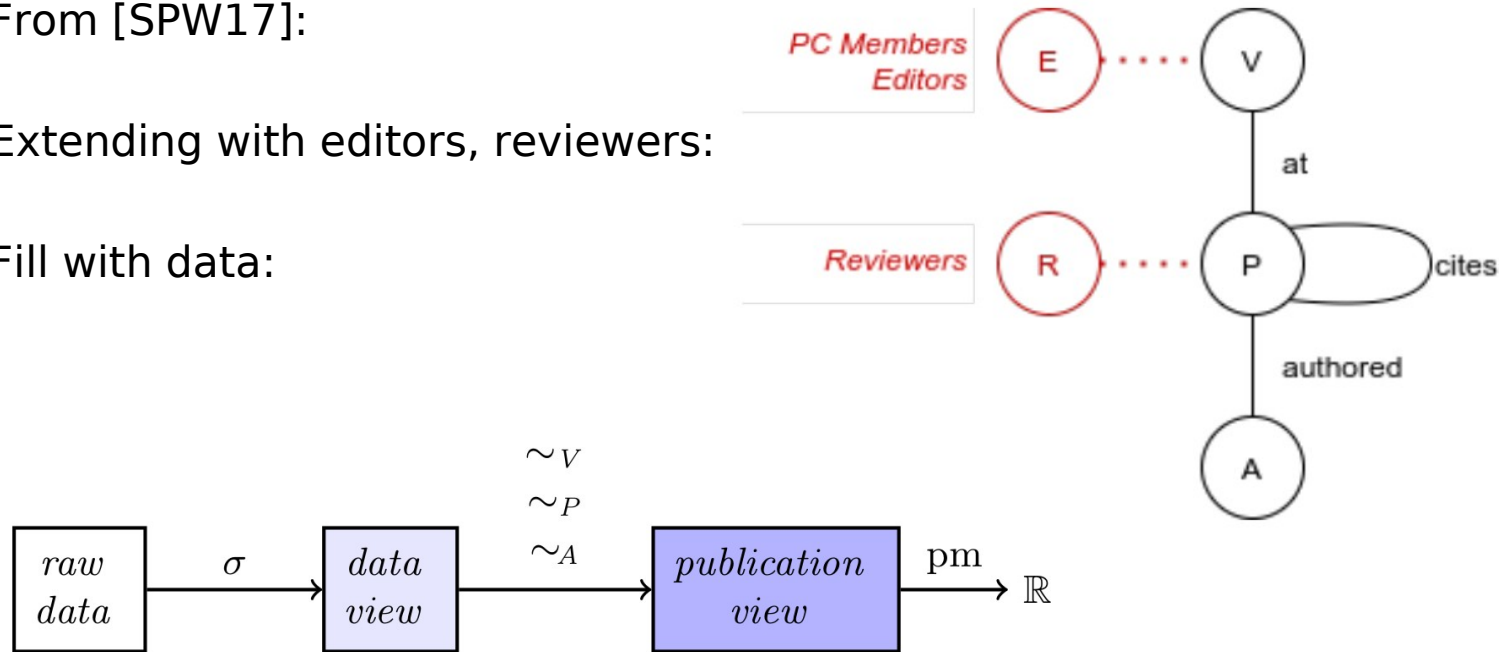 From [SPW17]:
Extending with editors, reviewers:
Fill with data:
PC Members
Editors
E
V
at
Reviewers
R
P
cites
authored
A
∼V
∼P
∼A
raw
data
σ
data
view
publication
view
pm
ℝ